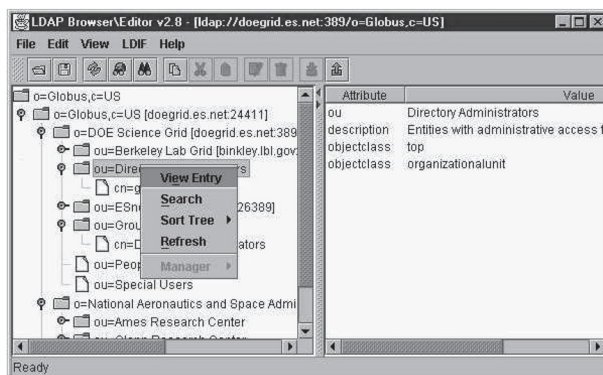 LDAP Browser\Editor v2.8 - [ldap://doegrid.es.net:389/o=Globus,c=US]
File Edit View LDIF Help
o=Globus,c=US
o=Globus,c=US [doegrid.es.net:24411]
o=DOE Science Grid [doegrid.es.net:389
ou=Berkeley Lab Grid [binkley.lbl.gov:
ou=Direc rs
cn=g
ou=ESn 26389]
ou=Grou
cn=D ators
ou=Peop
ou=Special Users
o=National Aeronautics and Space Admi
ou=Ames Research Center
ou=Glenn Research Center
View Entry
Search
Sort Tree
Refresh
Manager
Attribute Value
ou Directory Administrators
description Entities with administrative access t
objectclass top
objectclass organizationalunit
Ready